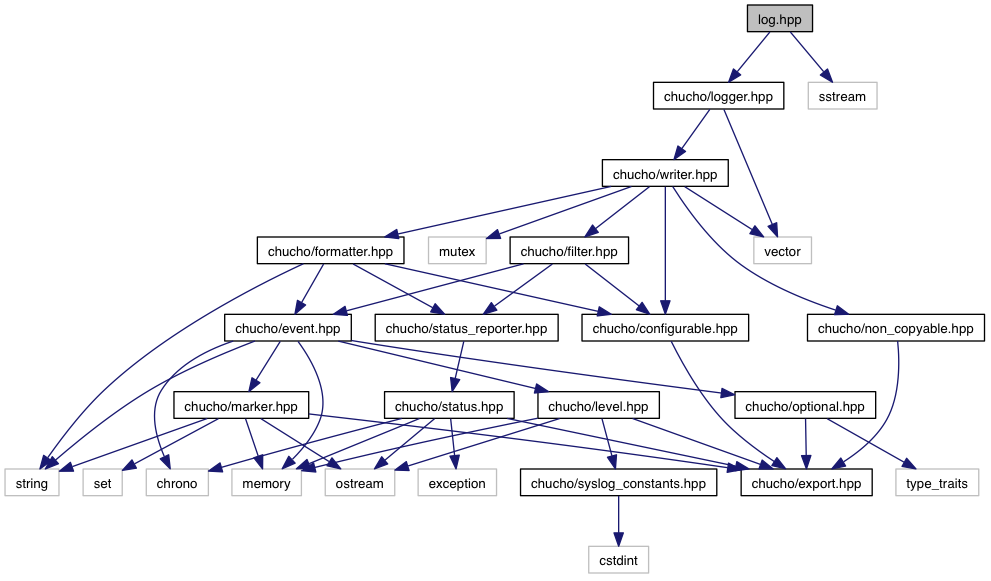 log.hpp
chucho/logger.hpp
sstream
chucho/writer.hpp
chucho/formatter.hpp
mutex
chucho/filter.hpp
vector
chucho/event.hpp
chucho/status_reporter.hpp
chucho/configurable.hpp
chucho/non_copyable.hpp
chucho/marker.hpp
chucho/status.hpp
chucho/level.hpp
chucho/optional.hpp
string
set
chrono
memory
ostream
exception
chucho/syslog_constants.hpp
chucho/export.hpp
type_traits
cstdint